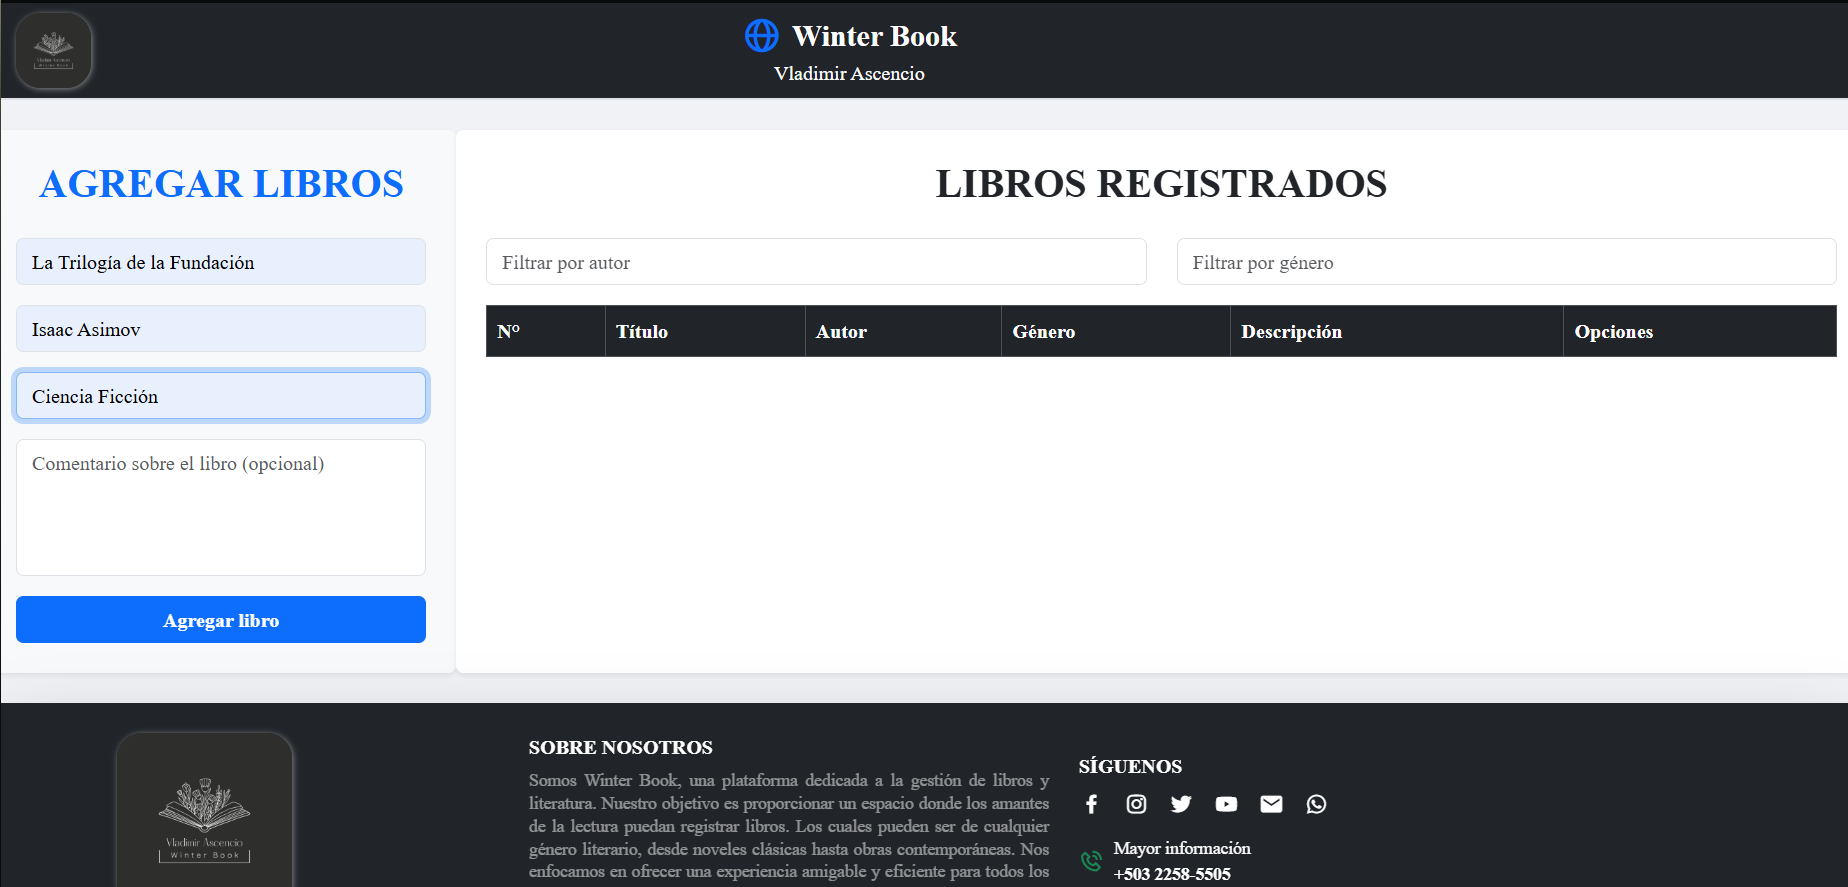 Vladimir Ascencio
Winter Book
Winter Book
Vladimir Ascencio
AGREGAR LIBROS
La Trilogía de la Fundación
Isaac Asimov
Ciencia Ficción
Comentario sobre el libro (opcional)
Agregar libro
LIBROS REGISTRADOS
Filtrar por autor
Filtrar por género
N° Título Autor Género Descripción Opciones
Vladimir Ascencio
Winter Book
SOBRE NOSOTROS
Somos Winter Book, una plataforma dedicada a la gestión de libros y
literatura. Nuestro objetivo es proporcionar un espacio donde los amantes
de la lectura puedan registrar libros. Los cuales pueden ser de cualquier
género literario, desde noveles clásicas hasta obras contemporáneas. Nos
enfocamos en ofrecer una experiencia amigable y eficiente para todos los
SÍGUENOS
Mayor información
+503 2258-5505